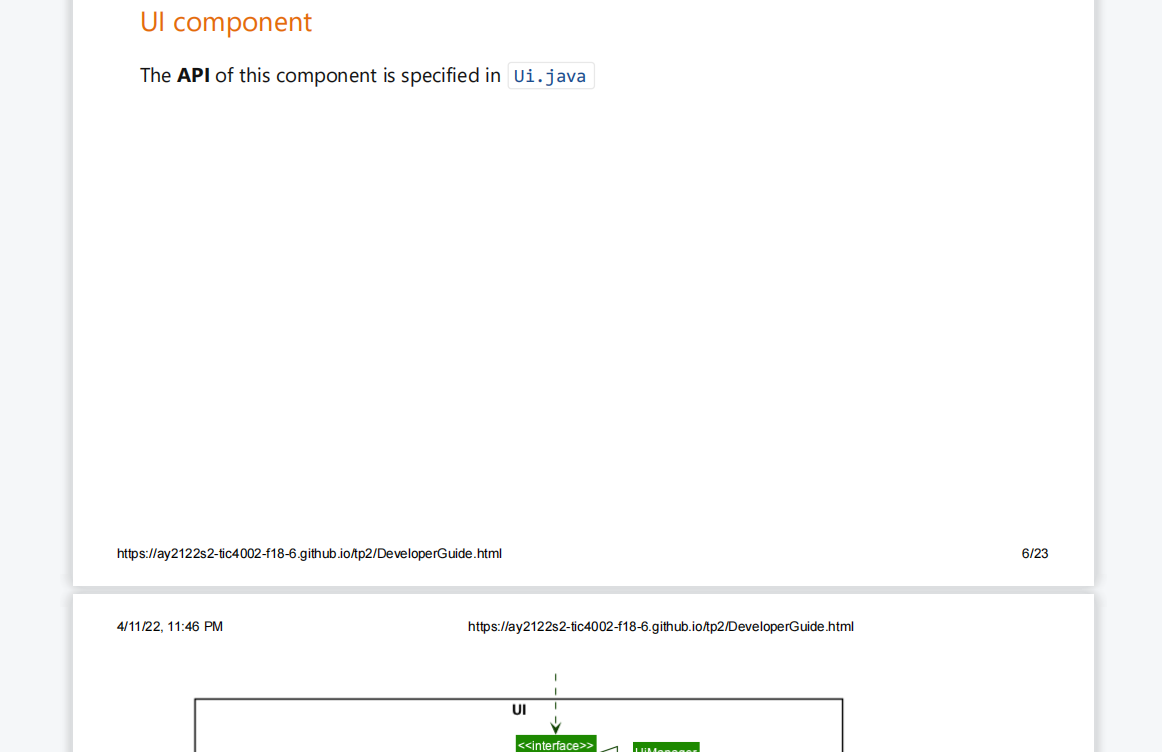 UI component
The API of this component is specified in Ui.java
https://ay2122s2-tic4002-f18-6.github.io/tp2/DeveloperGuide.html 6/23
4/11/22, 11:46 PM https://ay2122s2-tic4002-f18-6.github.io/tp2/DeveloperGuide.html
UI
<<interface>> UiManager